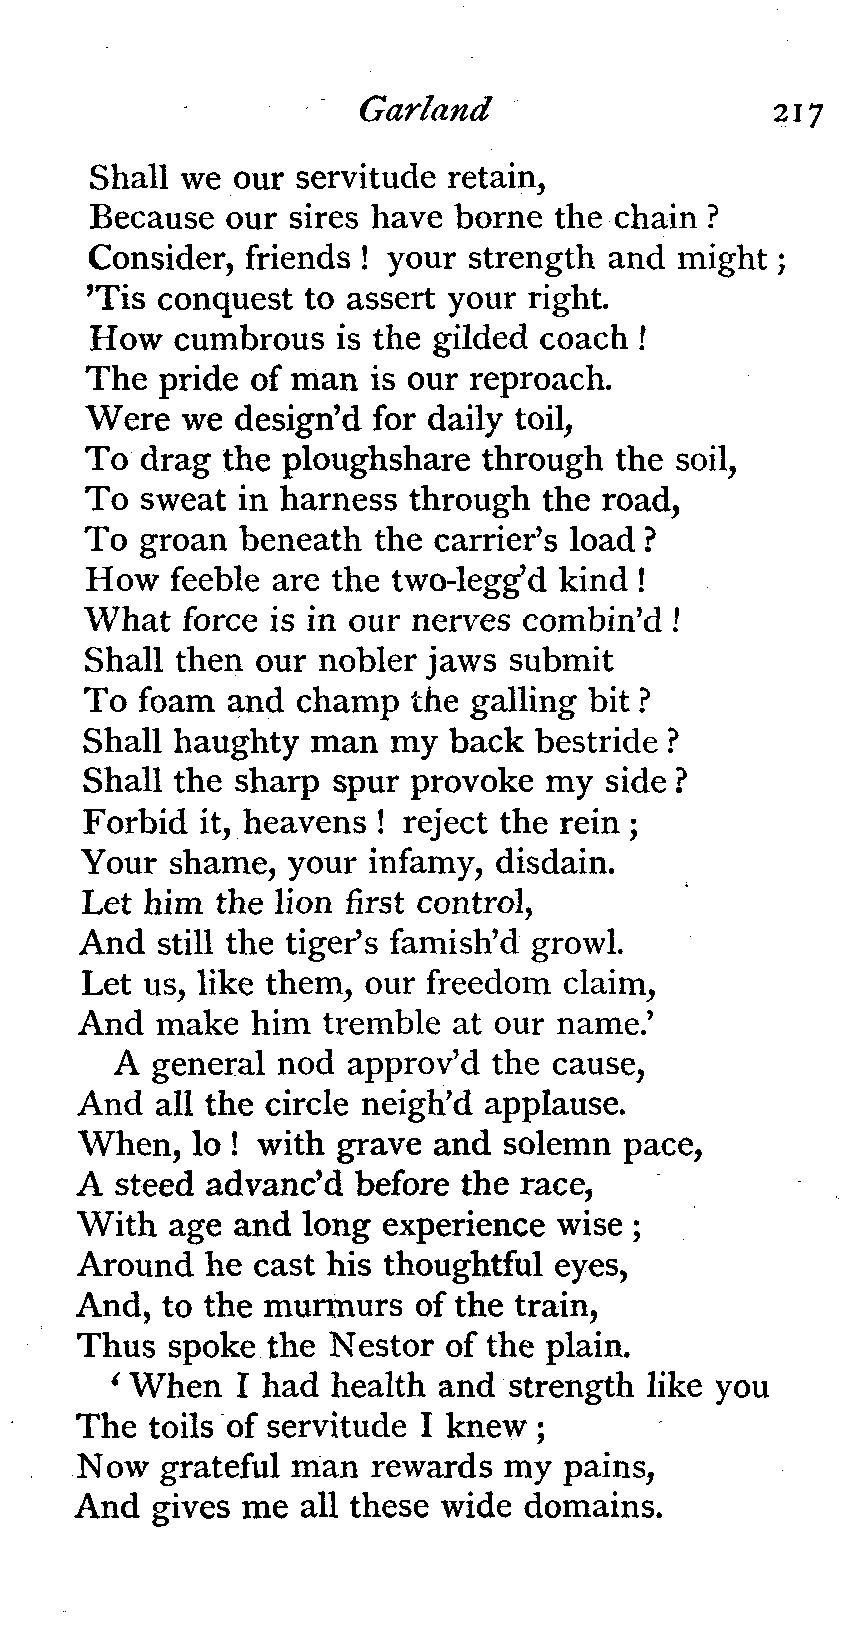 Garland 217
Shall we our servitude retain,
Because our sires have borne the chain ?
Consider, friends ! your strength and might ;
’Tis conquest to assert your right.
How cumbrous is the gilded coach !
The pride of man is our reproach.
Were we design’d for daily toil,
To drag the ploughshare through the soil,
To sweat in harness through the road,
To groan beneath the carrier’s load ?
How feeble are the two-legg’d kind !
What force is in our nerves combin’d !
Shall then our nobler jaws submit
To foam and champ the galling bit ?
Shall haughty man my back bestride ?
Shall the sharp spur provoke my side ?
Forbid it, heavens ! reject the rein ;
Your shame, your infamy, disdain.
Let him the lion first control,
And still the tiger’s famish’d growl.
Let us, like them, our freedom claim,
And make him tremble at our name.’
A general nod approv’d the cause,
And all the circle neigh’d applause.
When, lo ! with grave and solemn pace,
A steed advanc’d before the race,
With age and long experience wise ;
Around he cast his thoughtful eyes,
And, to the murmurs of the train,
Thus spoke the Nestor of the plain.
‘ When I had health and strength like you
The toils of servitude I knew ;
Now grateful man rewards my pains,
And gives me all these wide domains.